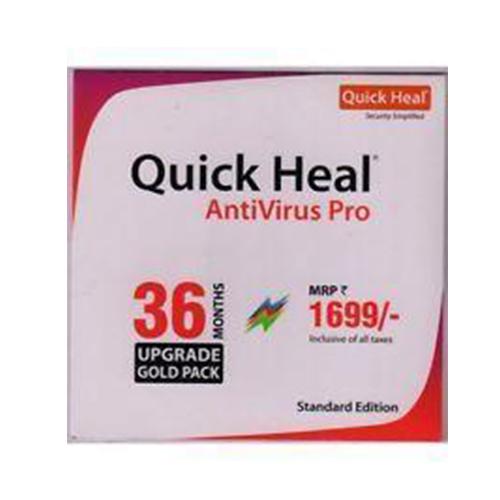 Quick Heal®
Security Simplified
Quick Heal®
AntiVirus Pro
36
MONTHS
UPGRADE
GOLD PACK
MRP ₹
1699/-
Inclusive of all taxes
Standard Edition